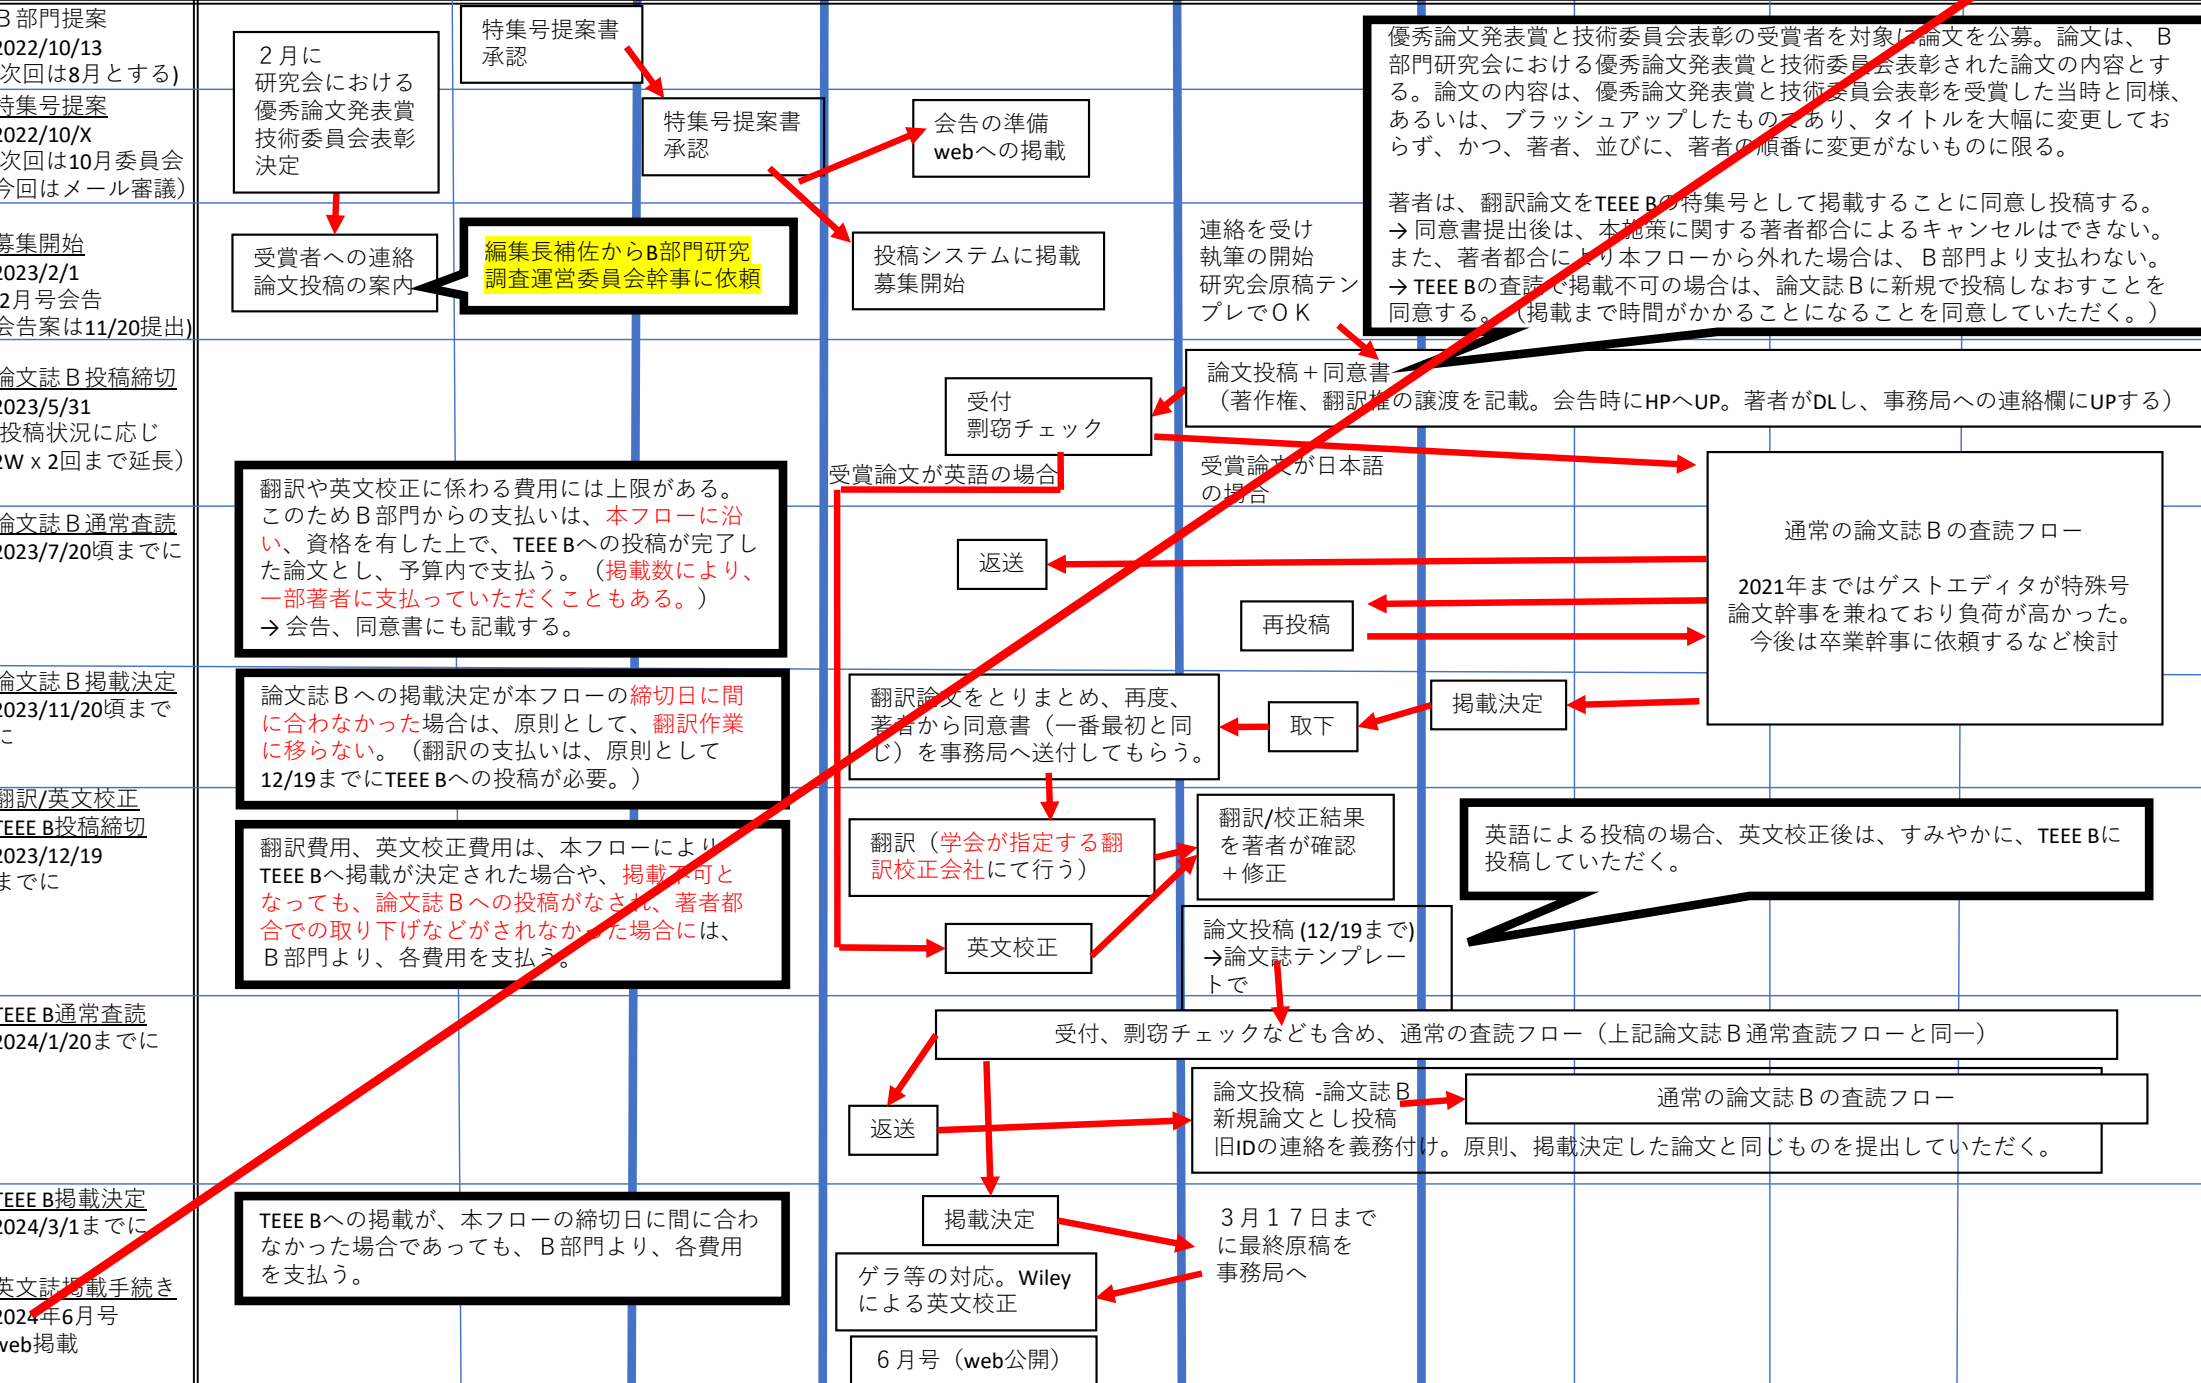 Ｂ部門提案
2022/10/13
次回は8月とする)
特集号提案
2022/10/X
次回は10月委員会
今回はメール審議）
募集開始
2023/2/1
2月号会告
会告案は11/20提出)
論文誌Ｂ投稿締切
2023/5/31
投稿状況に応じ
2W x 2回まで延長）
論文誌Ｂ通常査読
2023/7/20頃までに
論文誌Ｂ掲載決定
2023/11/20頃まで
に
翻訳/英文校正
TEEE B投稿締切
2023/12/19
までに
TEEE B通常査読
2024/1/20までに
TEEE B掲載決定
2024/3/1までに
英文誌掲載手続き
2024年6月号
web掲載
２月に
研究会における
優秀論文発表賞
技術委員会表彰
決定
特集号提案書
承認
特集号提案書
承認
会告の準備
webへの掲載
受賞者への連絡
論文投稿の案内
編集長補佐からB部門研究
調査運営委員会幹事に依頼
投稿システムに掲載
募集開始
連絡を受け
執筆の開始
研究会原稿テン
プレでＯＫ
優秀論文発表賞と技術委員会表彰の受賞者を対象に論文を公募。論文は、Ｂ
部門研究会における優秀論文発表賞と技術委員会表彰された論文の内容とす
る。論文の内容は、優秀論文発表賞と技術委員会表彰を受賞した当時と同様、
あるいは、ブラッシュアップしたものであり、タイトルを大幅に変更してお
らず、かつ、著者、並びに、著者の順番に変更がないものに限る。
著者は、翻訳論文をTEEE Bの特集号として掲載することに同意し投稿する。
→ 同意書提出後は、本施策に関する著者都合によるキャンセルはできない。
また、著者都合により本フローから外れた場合は、Ｂ部門より支払わない。
→ TEEE Bの査読で掲載不可の場合は、論文誌Ｂに新規で投稿しなおすことを
同意する。（掲載まで時間がかかることになることを同意していただく。）
論文投稿＋同意書
（著作権、翻訳権の譲渡を記載。会告時にHPへUP。著者がDLし、事務局への連絡欄にUPする）
受付
剽窃チェック
受賞論文が英語の場合
受賞論文が日本語
の場合
翻訳や英文校正に係わる費用には上限がある。
このためＢ部門からの支払いは、本フローに沿
い、資格を有した上で、TEEE Bへの投稿が完了し
た論文とし、予算内で支払う。（掲載数により、
一部著者に支払っていただくこともある。）
→ 会告、同意書にも記載する。
返送
再投稿
通常の論文誌Ｂの査読フロー
2021年まではゲストエディタが特殊号
論文幹事を兼ねており負荷が高かった。
今後は卒業幹事に依頼するなど検討
論文誌Ｂへの掲載決定が本フローの締切日に間
に合わなかった場合は、原則として、翻訳作業
に移らない。（翻訳の支払いは、原則として
12/19までにTEEE Bへの投稿が必要。）
翻訳論文をとりまとめ、再度、
著者から同意書（一番最初と同
じ）を事務局へ送付してもらう。
取下
掲載決定
翻訳費用、英文校正費用は、本フローにより
TEEE Bへ掲載が決定された場合や、掲載不可と
なっても、論文誌Ｂへの投稿がなされ、著者都
合での取り下げなどがされなかった場合には、
Ｂ部門より、各費用を支払う。
翻訳（学会が指定する翻
訳校正会社にて行う）
翻訳/校正結果
を著者が確認
＋修正
英語による投稿の場合、英文校正後は、すみやかに、TEEE Bに
投稿していただく。
英文校正
論文投稿 (12/19まで)
→論文誌テンプレー
トで
受付、剽窃チェックなども含め、通常の査読フロー（上記論文誌Ｂ通常査読フローと同一）
返送
論文投稿 -論文誌Ｂ
新規論文とし投稿
旧IDの連絡を義務付け。原則、掲載決定した論文と同じものを提出していただく。
通常の論文誌Ｂの査読フロー
TEEE Bへの掲載が、本フローの締切日に間に合わ
なかった場合であっても、Ｂ部門より、各費用
を支払う。
掲載決定
３月１７日まで
に最終原稿を
事務局へ
ゲラ等の対応。Wiley
による英文校正
６月号（web公開）